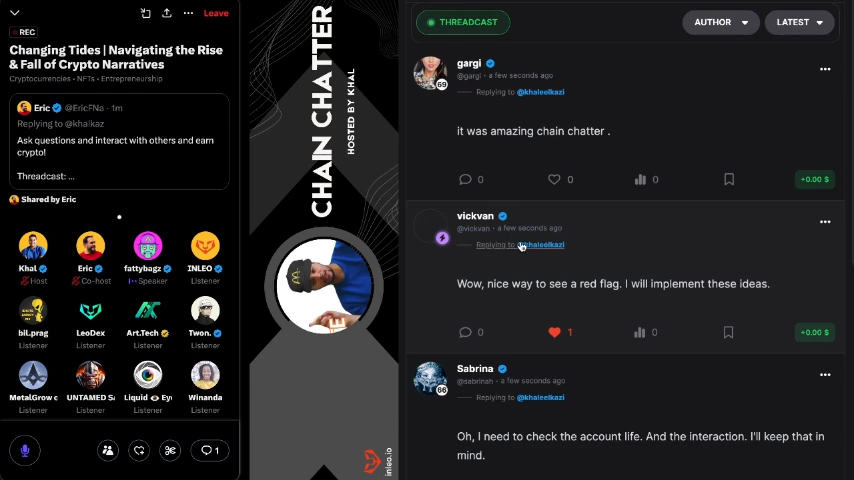 Leave
REC
Changing Tides | Navigating the Rise
& Fall of Crypto Narratives
Cryptocurrencies • NFTs • Entrepreneurship
Eric @EricFNa · 1m
Replying to @khalkaz
Ask questions and interact with others and earn
crypto!
Threadcast: ...
Shared by Eric
Khal Eric fattybagz INLEO
Host Co-host Speaker Listener
biL.prag LeoDex Art.Tech Twon.
Listener Listener Listener Listener
MetalGrow UNTAMED Liquid Winanda
Listener Listener Listener Listener
1
CHAIN CHATTER
HOSTED BY KHAL
inleo.io
THREADCAST
AUTHOR
LATEST
gargi
@gargi · a few seconds ago
Replying to @khaleelkazi
69
it was amazing chain chatter .
0 0 0 +0.00 $
vickvan
@vickvan · a few seconds ago
Replying to @khaleelkazi
Wow, nice way to see a red flag. I will implement these ideas.
0 1 0 +0.00 $
Sabrina
@sabrinah · a few seconds ago
Replying to @khaleelkazi
66
Oh, I need to check the account life. And the interaction. I'll keep that in
mind.